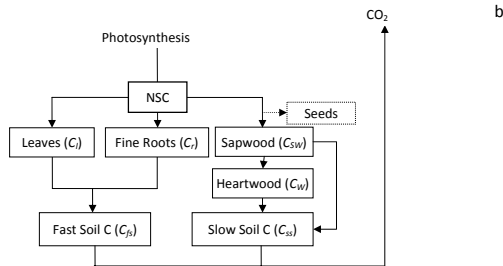 CO₂
b
Photosynthesis
NSC
Seeds
Leaves (Cₗ)
Fine Roots (Cᵣ)
Sapwood (C_SW)
Heartwood (C_W)
Fast Soil C (C_fs)
Slow Soil C (C_ss)